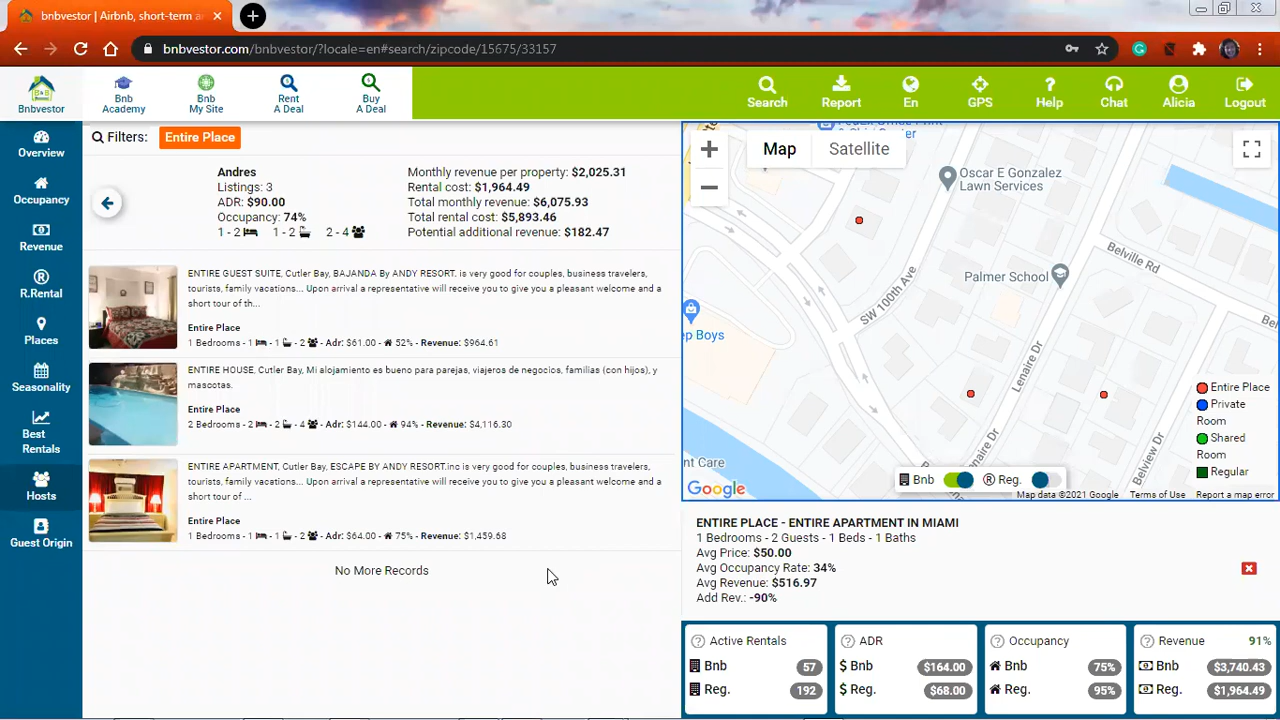 bnbvestor | Airbnb, short-term a
bnbvestor.com/bnbvestor/?locale=en#search/zipcode/15675/33157
Bnbvestor
Bnb Academy
Bnb My Site
Rent A Deal
Buy A Deal
Search
Report
En
GPS
Help
Chat
Alicia
Logout
Overview
Occupancy
Revenue
R.Rental
Places
Seasonality
Best Rentals
Hosts
Guest Origin
Filters: Entire Place
Andres
Listings: 3
ADR: $90.00
Occupancy: 74%
1 - 2 1 - 2 2 - 4
Monthly revenue per property: $2,025.31
Rental cost: $1,964.49
Total monthly revenue: $6,075.93
Total rental cost: $5,893.46
Potential additional revenue: $182.47
ENTIRE GUEST SUITE, Cutler Bay, BAJANDA By ANDY RESORT. is very good for couples, business travelers,
tourists, family vacations... Upon arrival a representative will receive you to give you a pleasant welcome and a
short tour of th...
Entire Place
1 Bedrooms - 1 - 1 - 2 - Adr: $61.00 - 52% - Revenue: $964.61
ENTIRE HOUSE, Cutler Bay, Mi alojamiento es bueno para parejas, viajeros de negocios, familias (con hijos), y
mascotas.
Entire Place
2 Bedrooms - 2 - 2 - 4 - Adr: $144.00 - 94% - Revenue: $4,116.30
ENTIRE APARTMENT, Cutler Bay, ESCAPE BY ANDY RESORT.inc is very good for couples, business travelers,
tourists, family vacations... Upon arrival a representative will receive you to give you a pleasant welcome and a
short tour of ...
Entire Place
1 Bedrooms - 1 - 1 - 2 - Adr: $64.00 - 75% - Revenue: $1,459.68
No More Records
Map Satellite
Oscar E Gonzalez
Lawn Services
Palmer School
Belville Rd
SW 100th Ave
Lenaire Dr
Lenaire Dr
Belview Dr
ep Boys
nt Care
Entire Place
Private
Room
Shared
Room
Regular
Bnb Reg.
Google
Map data ©2021 Google Terms of Use Report a map error
ENTIRE PLACE - ENTIRE APARTMENT IN MIAMI
1 Bedrooms - 2 Guests - 1 Beds - 1 Baths
Avg Price: $50.00
Avg Occupancy Rate: 34%
Avg Revenue: $516.97
Add Rev.: -90%
Active Rentals
Bnb 57
Reg. 192
ADR
Bnb $164.00
Reg. $68.00
Occupancy
Bnb 75%
Reg. 95%
Revenue 91%
Bnb $3,740.43
Reg. $1,964.49